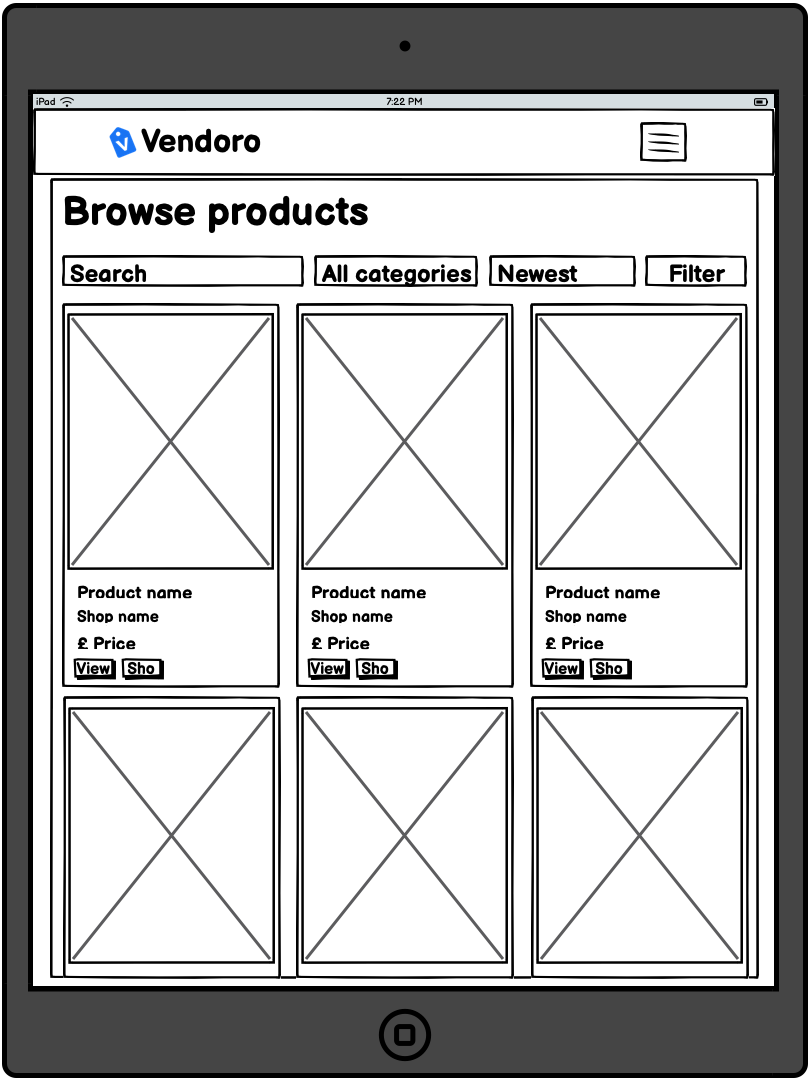 iPad 7:22 PM
Vendoro
Browse products
Search All categories Newest Filter
Product name Product name Product name
Shop name Shop name Shop name
£ Price £ Price £ Price
View Sho View Sho View Sho